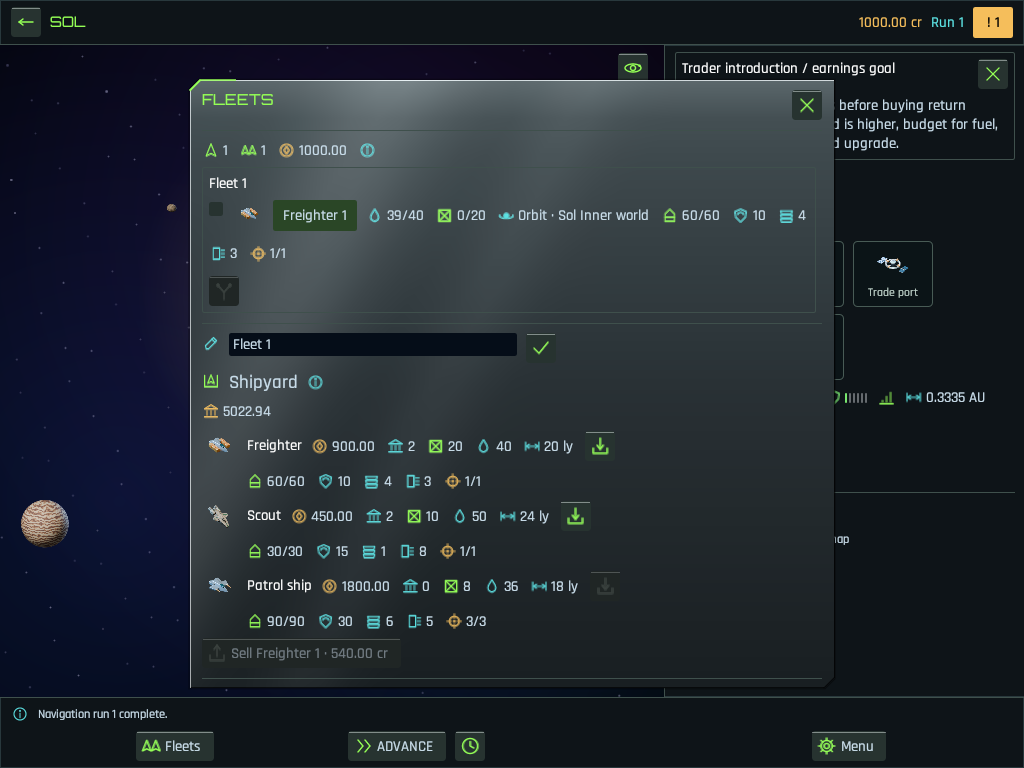 SOL
1000.00 cr Run 1 ! 1
Trader introduction / earnings goal
before buying return
is higher, budget for fuel,
upgrade.
FLEETS
1 1 1000.00
Fleet 1
Freighter 1 39/40 0/20 Orbit · Sol Inner world 60/60 10 4
3 1/1
Trade port
Fleet 1
Shipyard
0.3335 AU
5022.94
Freighter 900.00 2 20 40 20 ly
60/60 10 4 3 1/1
Scout 450.00 2 10 50 24 ly
30/30 15 1 8 1/1
Patrol ship 1800.00 0 8 36 18 ly
90/90 30 6 5 3/3
Sell Freighter 1 · 540.00 cr
Navigation run 1 complete.
Fleets ADVANCE Menu